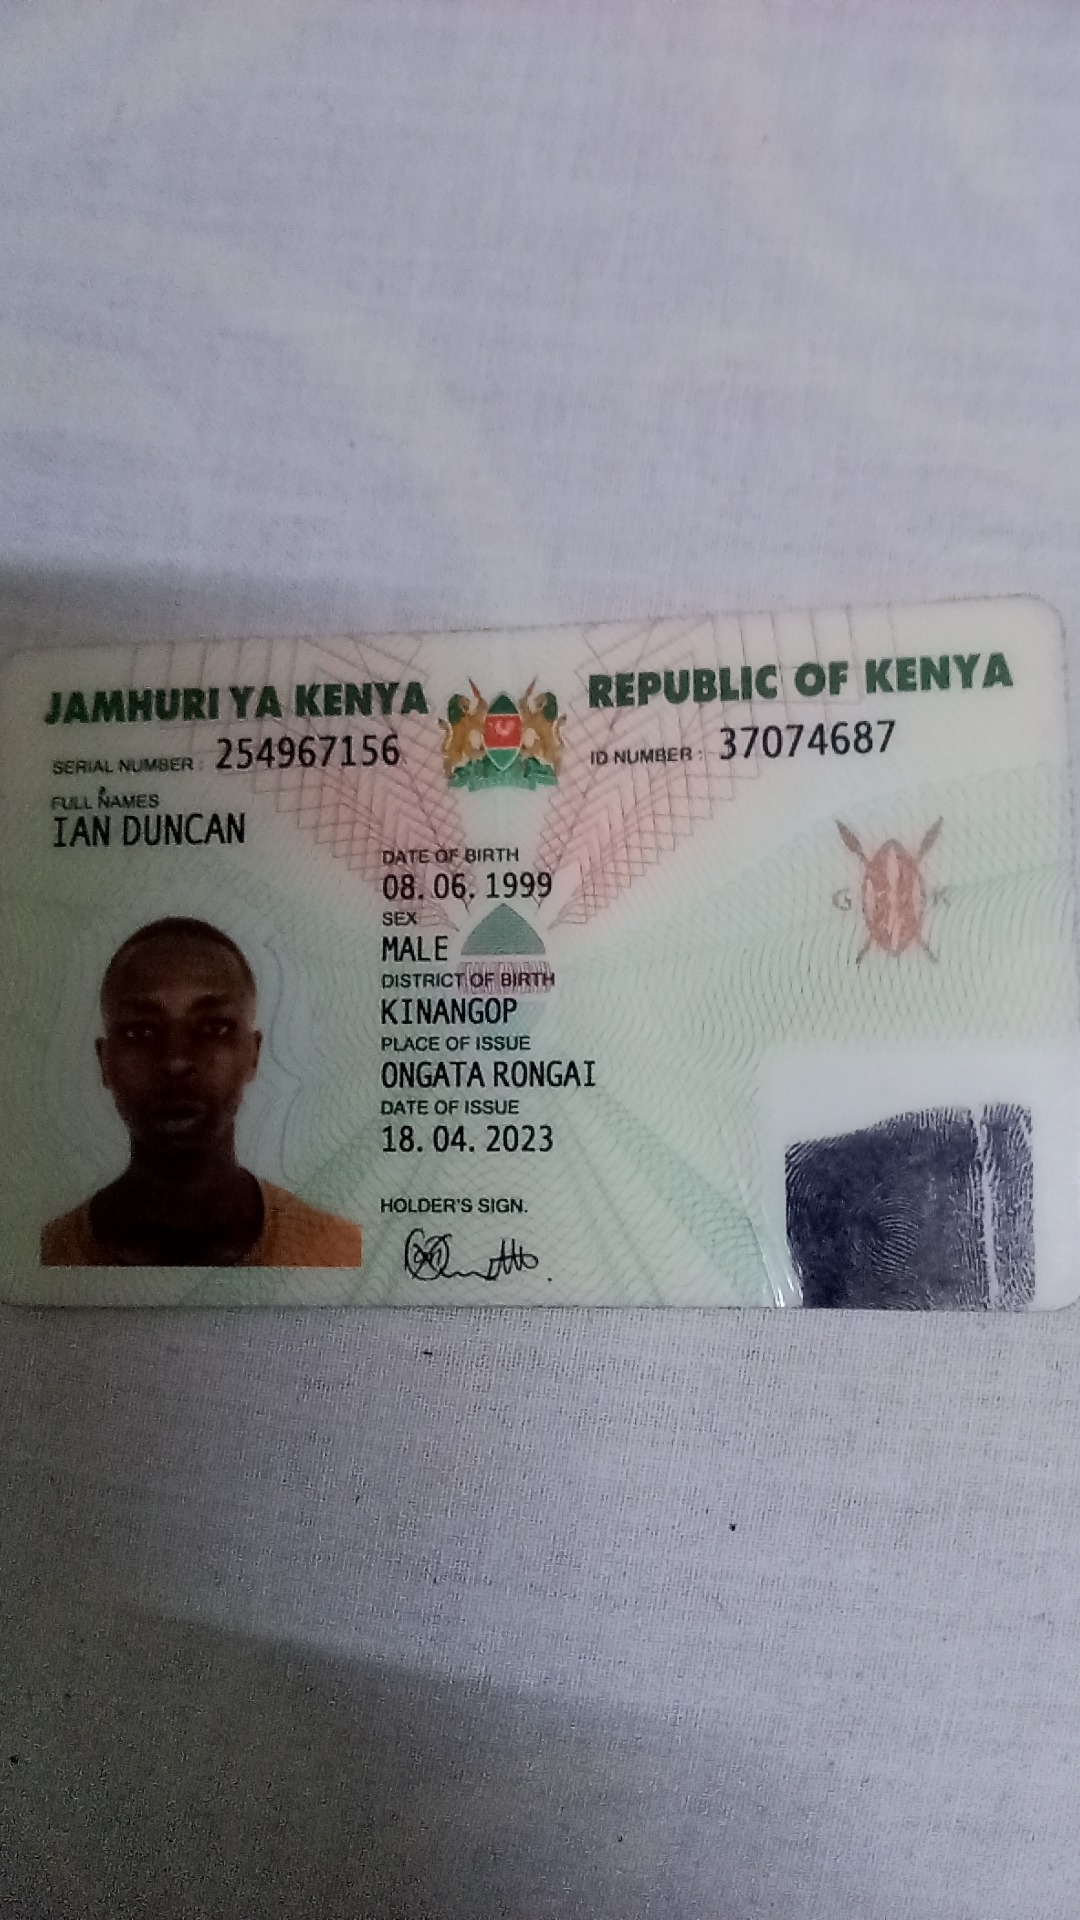 JAMHURI YA KENYA
REPUBLIC OF KENYA
SERIAL NUMBER : 254967156
ID NUMBER : 37074687
FULL NAMES
IAN DUNCAN
DATE OF BIRTH
08. 06. 1999
SEX
MALE
DISTRICT OF BIRTH
KINANGOP
PLACE OF ISSUE
ONGATA RONGAI
DATE OF ISSUE
18. 04. 2023
HOLDER'S SIGN.
G K